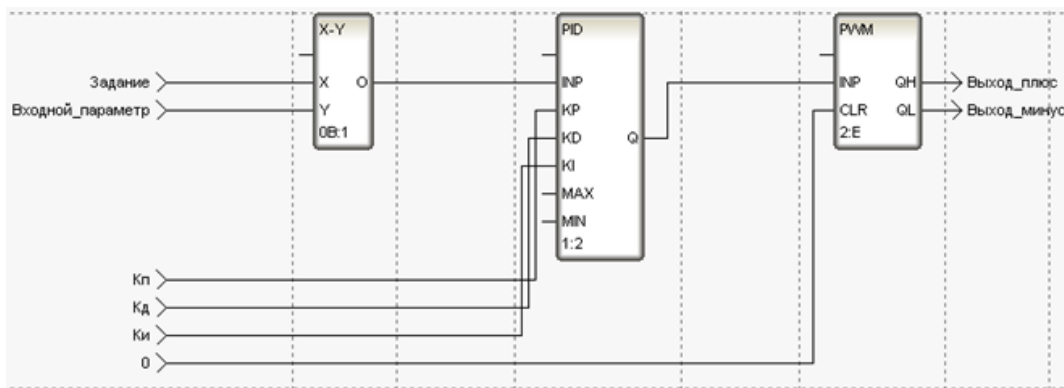 X-Y
PID
PWM
Задание
X
O
INP
INP
QH
Выход_плюс
Входной_параметр
Y
KP
CLR
QL
Выход_минус
0B:1
KD
Q
2:E
KI
MAX
MIN
1:2
Кп
Кд
Ки
0